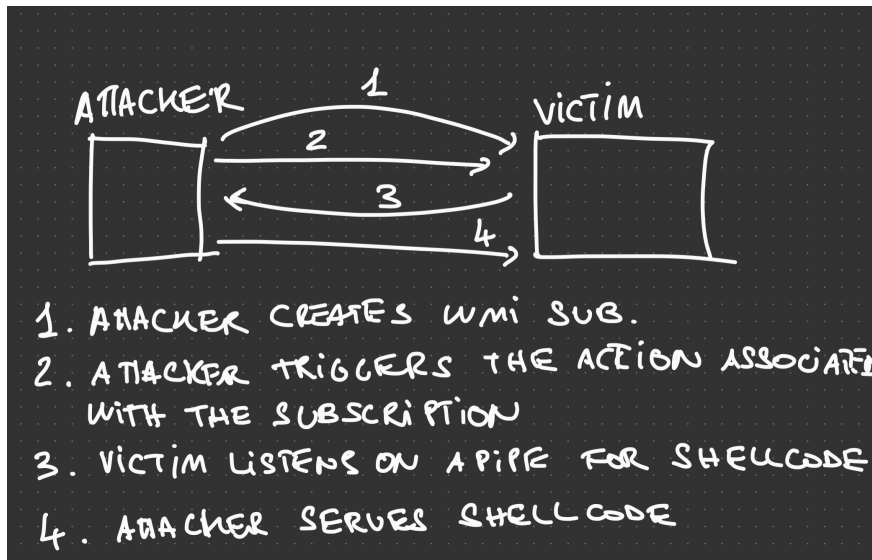 ATTACKER
1
VICTIM
2
3
4
1. ATTACKER CREATES WMI SUB.
2. ATTACKER TRIGGERS THE ACTION ASSOCIATED
WITH THE SUBSCRIPTION
3. VICTIM LISTENS ON A PIPE FOR SHELLCODE
4. ATTACKER SERVES SHELLCODE